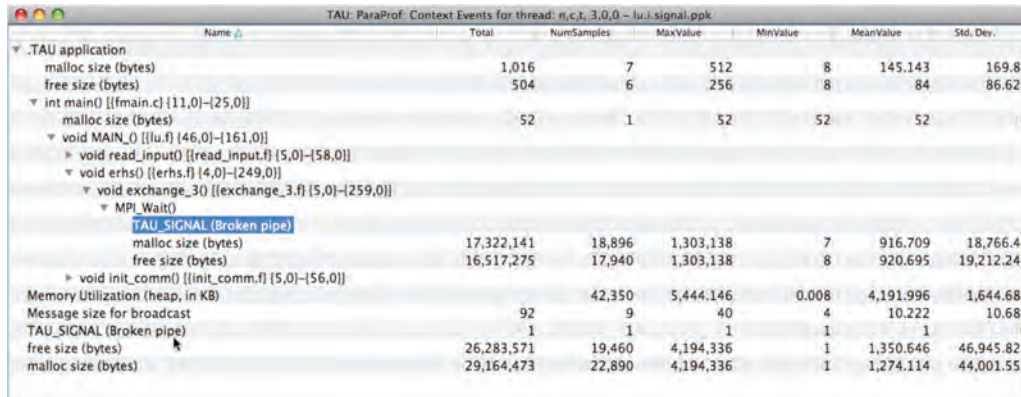 TAU: ParaProf: Context Events for thread: n,c,t, 3,0,0 – lu.i.signal.ppk
Name Total NumSamples MaxValue MinValue MeanValue Std. Dev.
.TAU application
malloc size (bytes) 1,016 7 512 8 145.143 169.8
free size (bytes) 504 6 256 8 84 86.62
int main() [{fmain.c} {11,0}–{25,0}]
malloc size (bytes) 52 1 52 52 52
void MAIN_() [{lu.f} {46,0}–{161,0}]
void read_input() [{read_input.f} {5,0}–{58,0}]
void erhs() [{erhs.f} {4,0}–{249,0}]
void exchange_3() [{exchange_3.f} {5,0}–{259,0}]
MPI_Wait()
TAU_SIGNAL (Broken pipe)
malloc size (bytes) 17,322,141 18,896 1,303,138 7 916.709 18,766.4
free size (bytes) 16,517,275 17,940 1,303,138 8 920.695 19,212.24
void init_comm() [{init_comm.f} {5,0}–{56,0}]
Memory Utilization (heap, in KB) 42,350 5,444.146 0.008 4,191.996 1,644.68
Message size for broadcast 92 9 40 4 10.222 10.68
TAU_SIGNAL (Broken pipe) 1 1 1 1 1
free size (bytes) 26,283,571 19,460 4,194,336 1 1,350.646 46,945.82
malloc size (bytes) 29,164,473 22,890 4,194,336 1 1,274.114 44,001.55